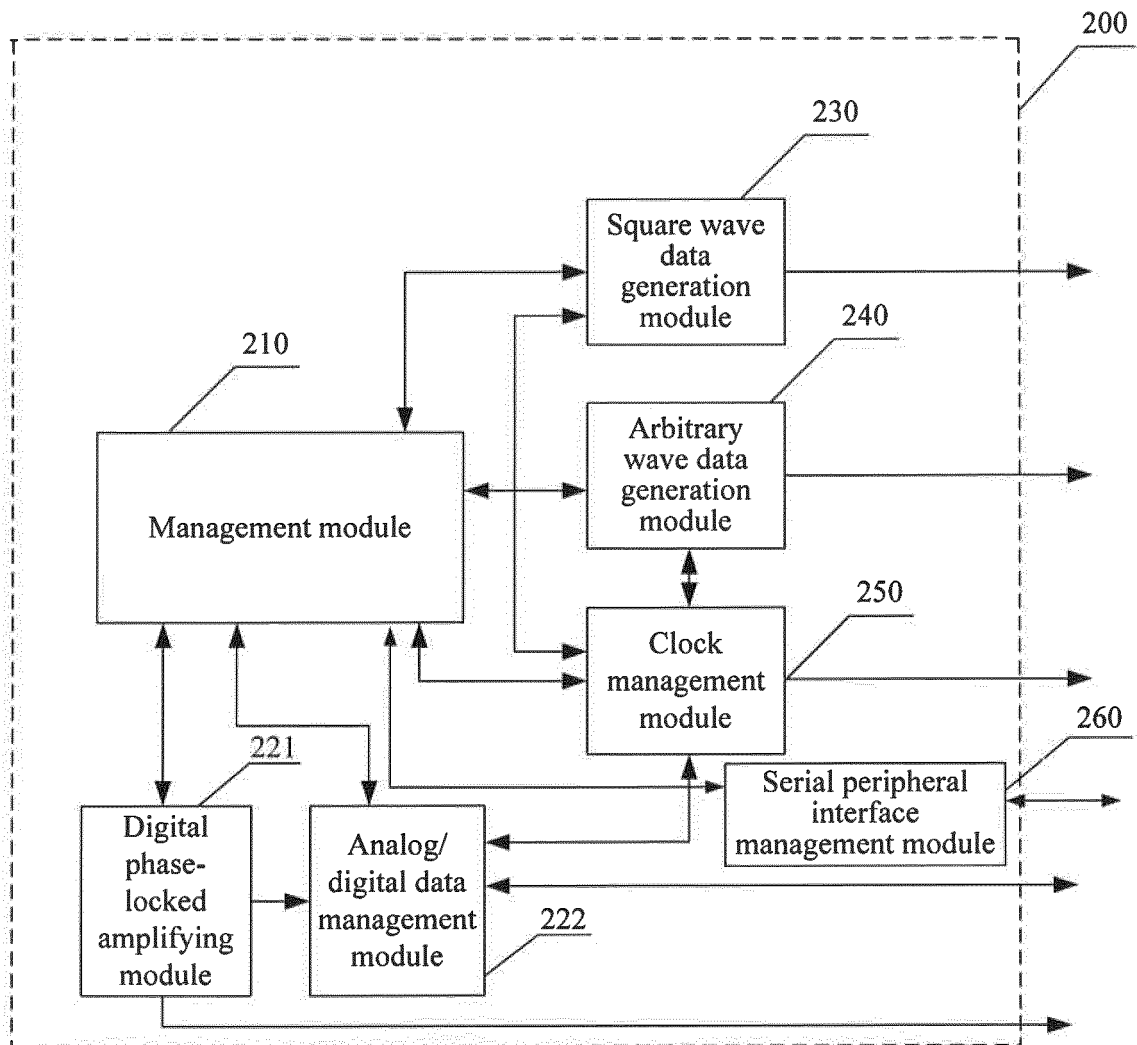 200
230
Square wave
data
generation
module
240
210
Arbitrary
wave data
generation
module
Management module
250
Clock
management
module
260
221
Serial peripheral
interface
management module
Digital
phase-
locked
amplifying
module
Analog/
digital data
management
module
222